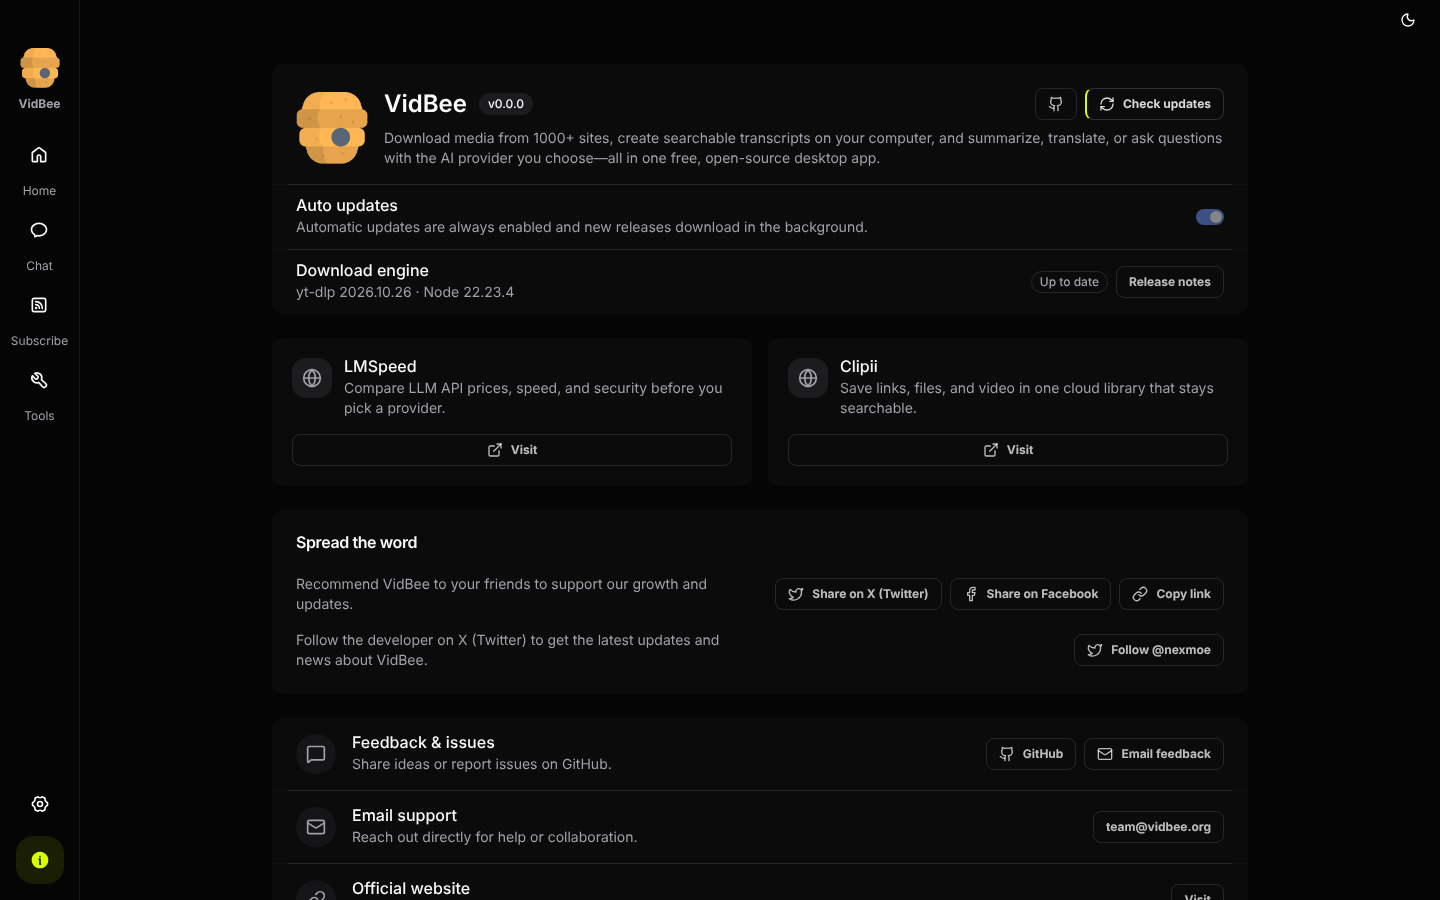 VidBee
Home
Chat
Subscribe
Tools
VidBee
v0.0.0
Check updates
Download media from 1000+ sites, create searchable transcripts on your computer, and summarize, translate, or ask questions
with the AI provider you choose—all in one free, open-source desktop app.
Auto updates
Automatic updates are always enabled and new releases download in the background.
Download engine
yt-dlp 2026.10.26 · Node 22.23.4
Up to date
Release notes
LMSpeed
Compare LLM API prices, speed, and security before you
pick a provider.
Visit
Clipii
Save links, files, and video in one cloud library that stays
searchable.
Visit
Spread the word
Recommend VidBee to your friends to support our growth and
updates.
Share on X (Twitter)
Share on Facebook
Copy link
Follow the developer on X (Twitter) to get the latest updates and
news about VidBee.
Follow @nexmoe
Feedback & issues
Share ideas or report issues on GitHub.
GitHub
Email feedback
Email support
Reach out directly for help or collaboration.
team@vidbee.org
Official website
Visit